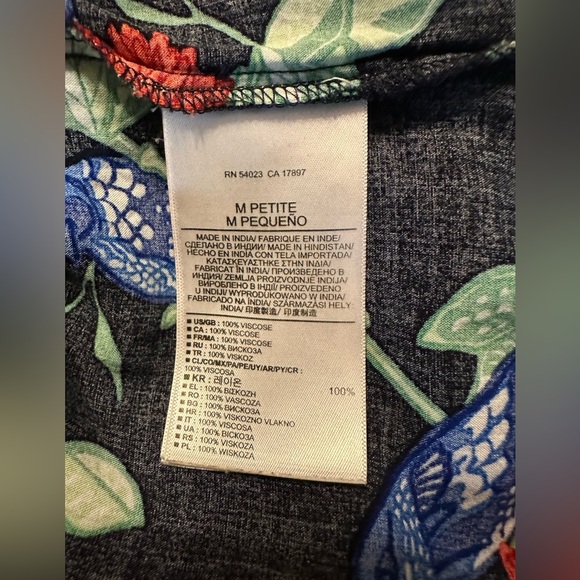 RN 54023 CA 17897
M PETITE
M PEQUEÑO
MADE IN INDIA/ FABRIQUE EN INDE/
СДЕЛАНО В ИНДИИ/ MADE IN HINDISTAN/
HECHO EN INDIA CON TELA IMPORTADA/
ΚΑΤΑΣΚΕΥΑΣΤΗΚΕ ΣΤΗΝ INDIA/
FABRICAT ÎN INDIA/ ПРОИЗВЕДЕНО В
ИНДИЯ/ ZEMLJA PROIZVODNJE INDIJA/
ВИРОБЛЕНО В ІНДІЇ/ PROIZVEDENO
U INDIJI/ WYPRODUKOWANO W INDIA/
FABRICADO NA INDIA/ SZÁRMAZÁSI HELY:
INDIA/ 印度製造/ 印度制造
■ US/GB : 100% VISCOSE
■ CA : 100% VISCOSE
■ FR/MA : 100% VISCOSE
■ RU : 100% ВИСКОЗА
■ TR : 100% VISKOZ
■ CL/CO/MX/PA/PE/UY/AR/PY/CR :
100% VISCOSA
■ KR : 레이온 100%
■ EL : 100% ΒΙΣΚΟΖΗ
■ RO : 100% VASCOZA
■ BG : 100% ВИСКОЗА
■ HR : 100% VISKOZNO VLAKNO
■ IT : 100% VISCOSA
■ UA : 100% ВІСКОЗА
■ RS : 100% VISKOZA
■ PL : 100% WISKOZA